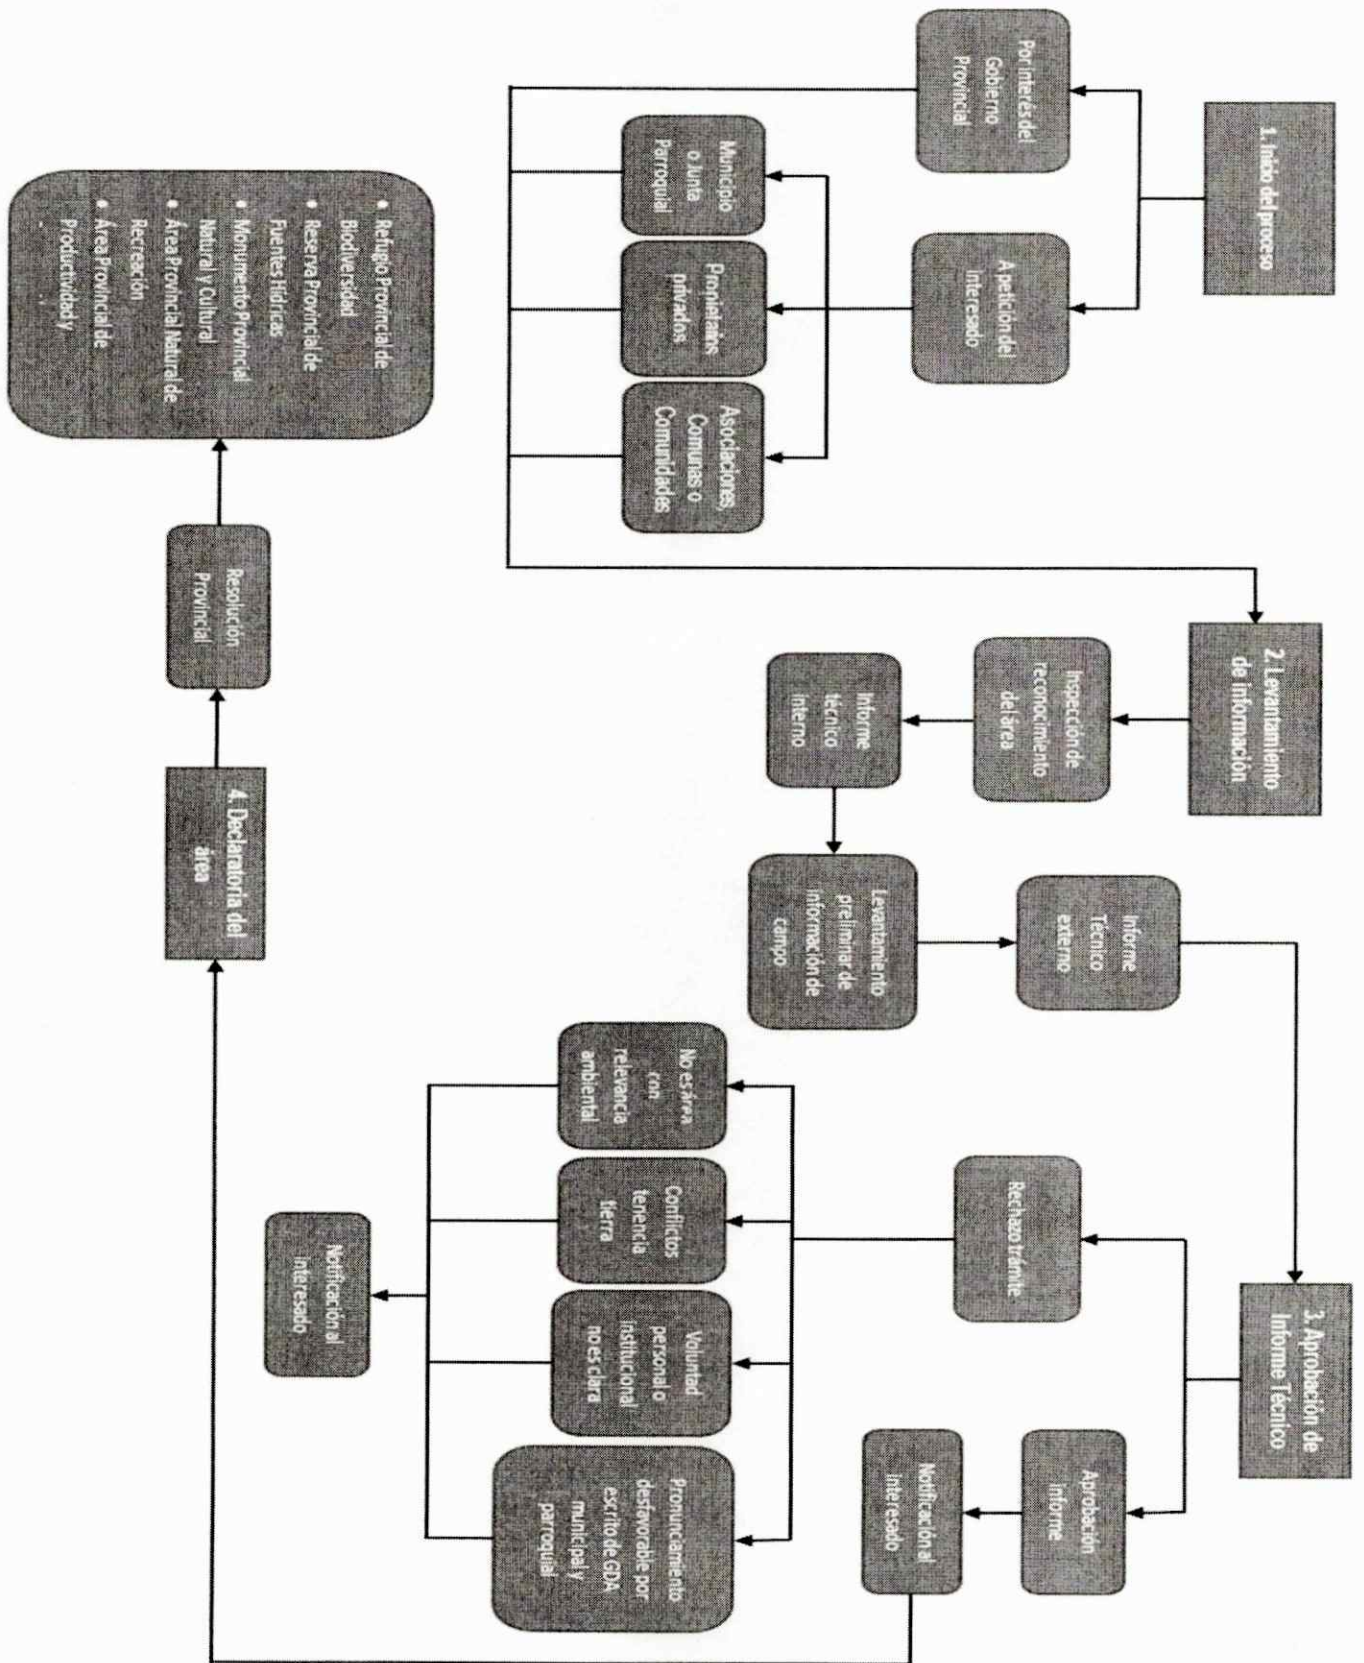 1. Inicio del proceso
Por interés del
Gobierno
Provincial
A petición del
interesado
Municipio
o Junta
Parroquial
Propietarios
privados
Asociaciones,
Comunas o
Comunidades
2. Levantamiento
de información
Inspección de
reconocimiento
del área
Informe
técnico
interno
Levantamiento
preliminar de
información de
campo
Informe
Técnico
externo
3. Aprobación de
Informe Técnico
Rechazo trámite
Aprobación
informe
Notificación al
interesado
No es área
con
relevancia
ambiental
Conflictos
tenencia
tierra
Voluntad
personal o
institucional
no es clara
Pronunciamiento
desfavorable por
escrito de GDA
municipal y
parroquial
Notificación al
interesado
4. Declaratoria del
área
Resolución
Provincial
• Refugio Provincial de
Biodiversidad
• Reserva Provincial de
Fuentes Hídricas
• Monumento Provincial
Natural y Cultural
• Área Provincial Natural de
Recreación
• Área Provincial de
Productividad y